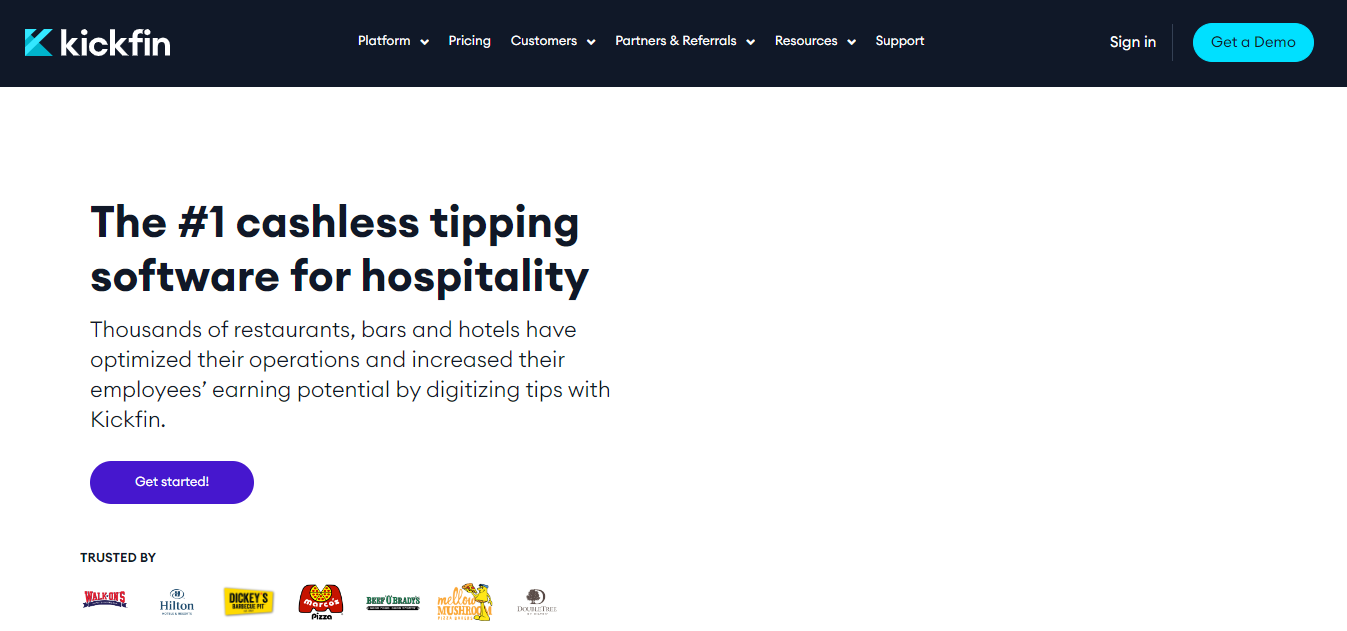 kickfin
Platform
Pricing
Customers
Partners & Referrals
Resources
Support
Sign in
Get a Demo
The #1 cashless tipping
software for hospitality
Thousands of restaurants, bars and hotels have
optimized their operations and increased their
employees’ earning potential by digitizing tips with
Kickfin.
Get started!
TRUSTED BY
WALK-ON'S
Hilton
HOTELS & RESORTS
DICKEY'S
BARBECUE PIT
marco's
Pizza
BEEF 'O' BRADY'S
mellow
MUSHROOM
DOUBLETREE